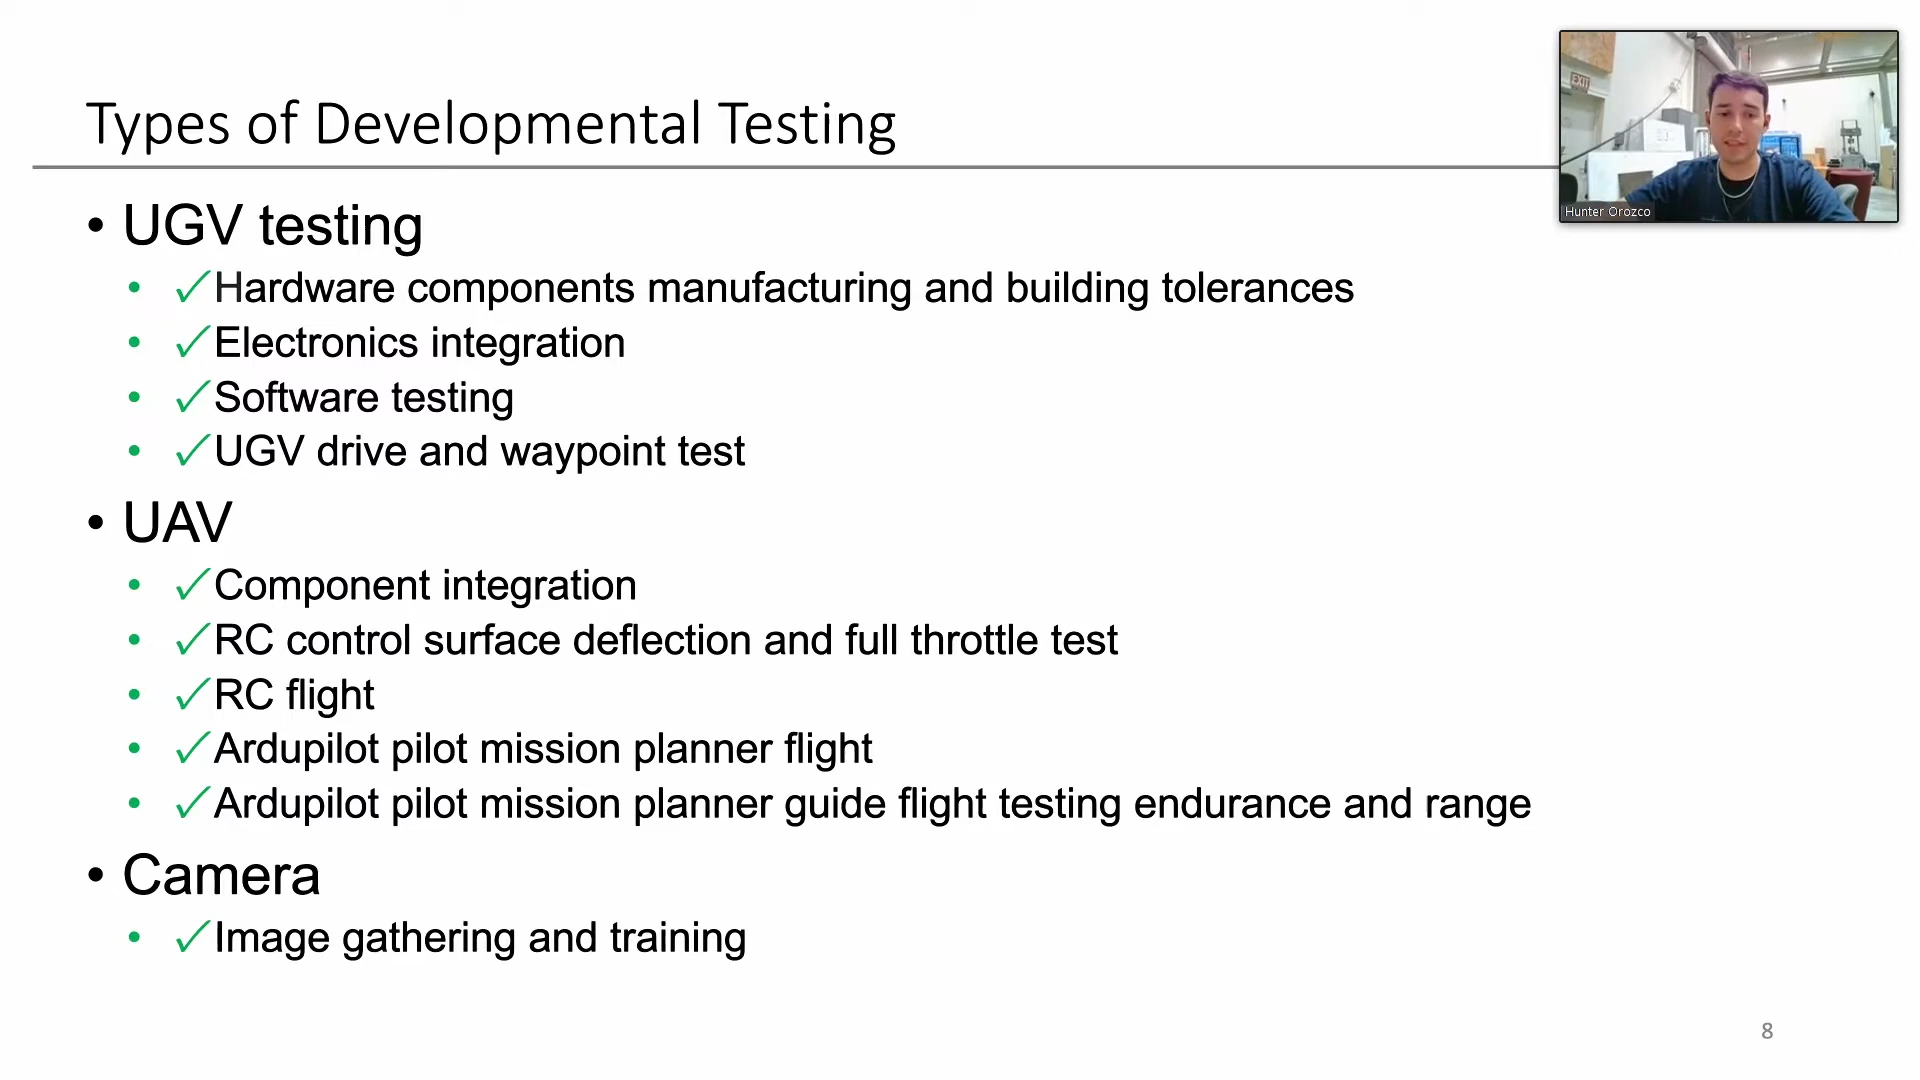 Types of Developmental Testing
EXIT
Hunter Orozco
• UGV testing
• ✓Hardware components manufacturing and building tolerances
• ✓Electronics integration
• ✓Software testing
• ✓UGV drive and waypoint test
• UAV
• ✓Component integration
• ✓RC control surface deflection and full throttle test
• ✓RC flight
• ✓Ardupilot pilot mission planner flight
• ✓Ardupilot pilot mission planner guide flight testing endurance and range
• Camera
• ✓Image gathering and training
8